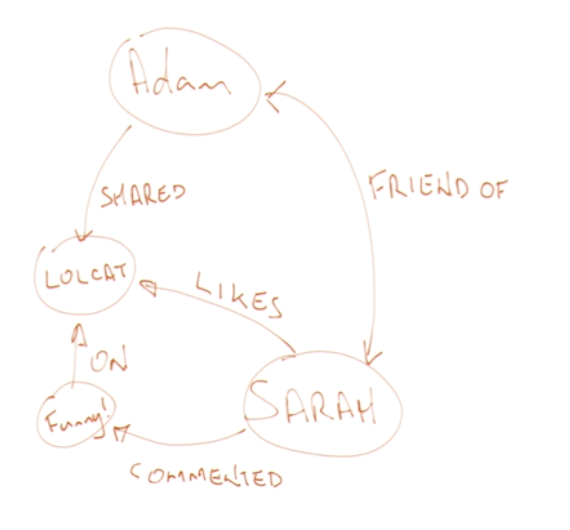 Adam
SHARED
FRIEND OF
LOLCAT
LIKES
ON
Funny!
SARAH
COMMENTED